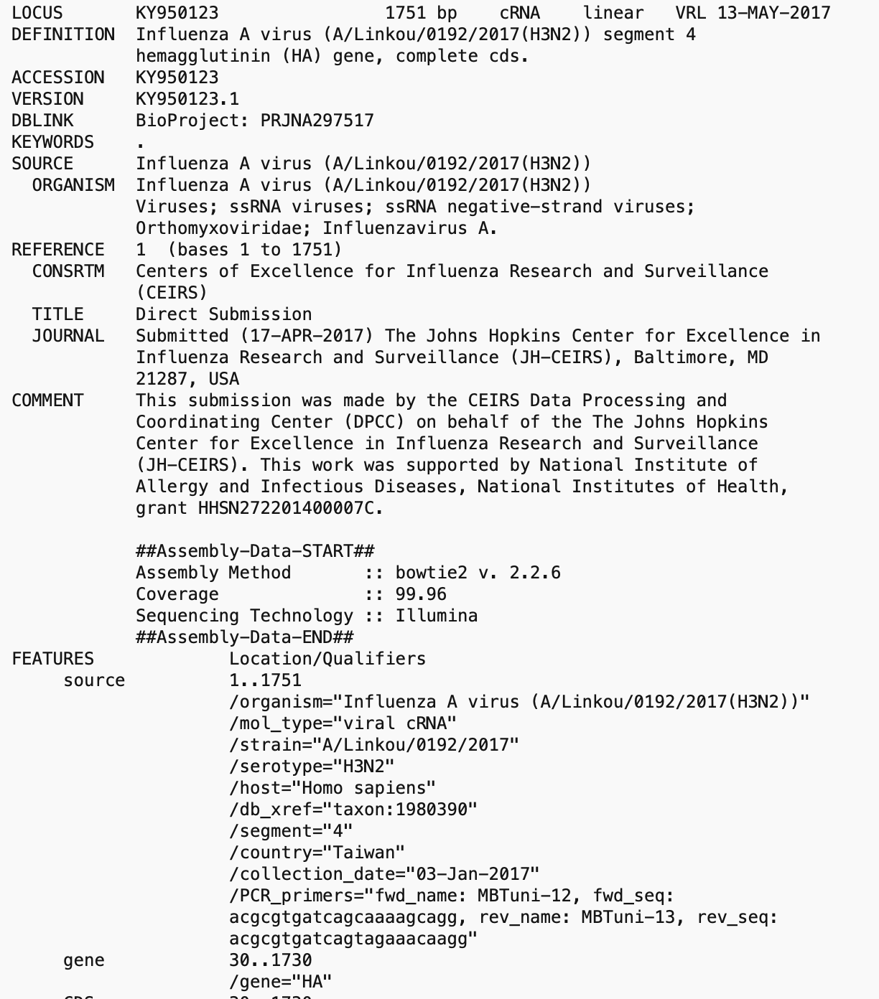 LOCUS       KY950123                1751 bp    cRNA    linear   VRL 13-MAY-2017
DEFINITION  Influenza A virus (A/Linkou/0192/2017(H3N2)) segment 4
            hemagglutinin (HA) gene, complete cds.
ACCESSION   KY950123
VERSION     KY950123.1
DBLINK      BioProject: PRJNA297517
KEYWORDS    .
SOURCE      Influenza A virus (A/Linkou/0192/2017(H3N2))
  ORGANISM  Influenza A virus (A/Linkou/0192/2017(H3N2))
            Viruses; ssRNA viruses; ssRNA negative-strand viruses;
            Orthomyxoviridae; Influenzavirus A.
REFERENCE   1  (bases 1 to 1751)
  CONSRTM   Centers of Excellence for Influenza Research and Surveillance
            (CEIRS)
  TITLE     Direct Submission
  JOURNAL   Submitted (17-APR-2017) The Johns Hopkins Center for Excellence in
            Influenza Research and Surveillance (JH-CEIRS), Baltimore, MD
            21287, USA
COMMENT     This submission was made by the CEIRS Data Processing and
            Coordinating Center (DPCC) on behalf of the The Johns Hopkins
            Center for Excellence in Influenza Research and Surveillance
            (JH-CEIRS). This work was supported by National Institute of
            Allergy and Infectious Diseases, National Institutes of Health,
            grant HHSN272201400007C.
            ##Assembly-Data-START##
            Assembly Method       :: bowtie2 v. 2.2.6
            Coverage              :: 99.96
            Sequencing Technology :: Illumina
            ##Assembly-Data-END##
FEATURES             Location/Qualifiers
     source          1..1751
                     /organism="Influenza A virus (A/Linkou/0192/2017(H3N2))"
                     /mol_type="viral cRNA"
                     /strain="A/Linkou/0192/2017"
                     /serotype="H3N2"
                     /host="Homo sapiens"
                     /db_xref="taxon:1980390"
                     /segment="4"
                     /country="Taiwan"
                     /collection_date="03-Jan-2017"
                     /PCR_primers="fwd_name: MBTuni-12, fwd_seq:
                     acgcgtgatcagcaaaagcagg, rev_name: MBTuni-13, rev_seq:
                     acgcgtgatcagtagaaacaagg"
     gene            30..1730
                     /gene="HA"